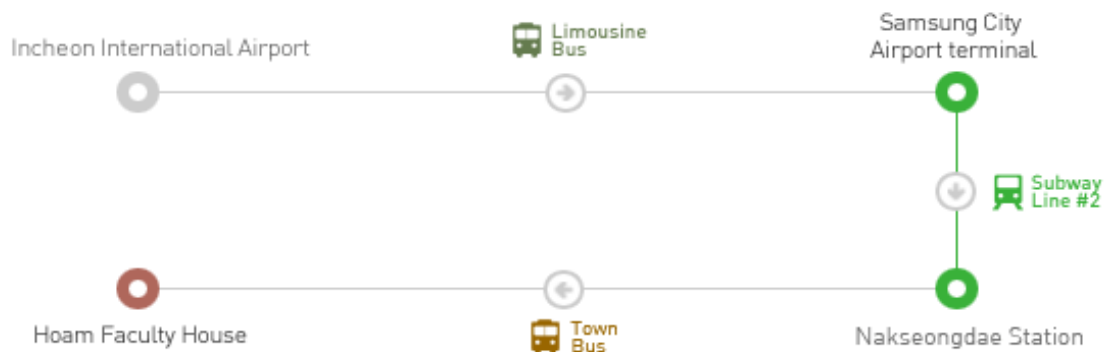 Incheon International Airport
Limousine
Bus
Samsung City
Airport terminal
Subway
Line #2
Hoam Faculty House
Town
Bus
Nakseongdae Station